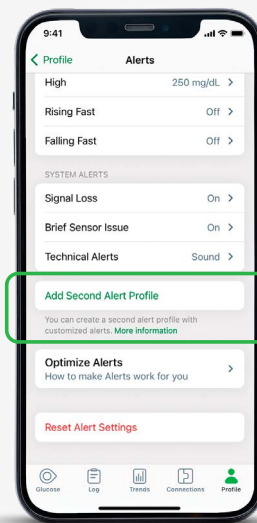 9:41
Profile Alerts
High 250 mg/dL
Rising Fast Off
Falling Fast Off
SYSTEM ALERTS
Signal Loss On
Brief Sensor Issue On
Technical Alerts Sound
Add Second Alert Profile
You can create a second alert profile with
customized alerts. More information
Optimize Alerts
How to make Alerts work for you
Reset Alert Settings
Glucose Log Trends Connections Profile